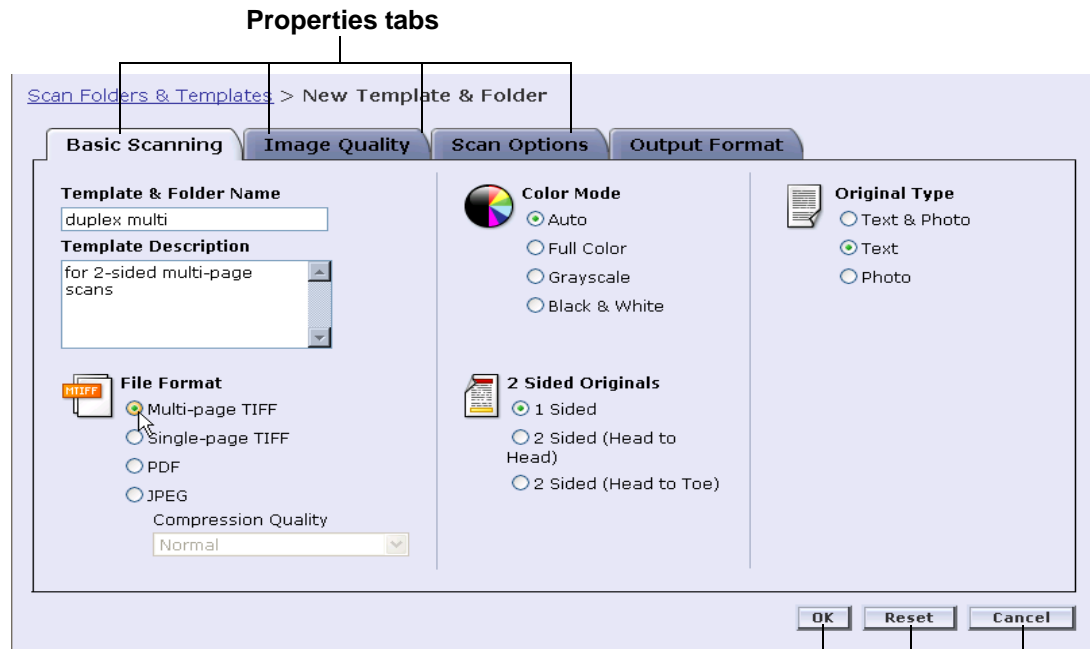 Properties tabs
Scan Folders & Templates > New Template & Folder
Basic Scanning
Image Quality
Scan Options
Output Format
Template & Folder Name
duplex multi
Template Description
for 2-sided multi-page
scans
MTIFF
File Format
Multi-page TIFF
Single-page TIFF
PDF
JPEG
Compression Quality
Normal
Color Mode
Auto
Full Color
Grayscale
Black & White
2 Sided Originals
1 Sided
2 Sided (Head to
Head)
2 Sided (Head to Toe)
Original Type
Text & Photo
Text
Photo
OK
Reset
Cancel